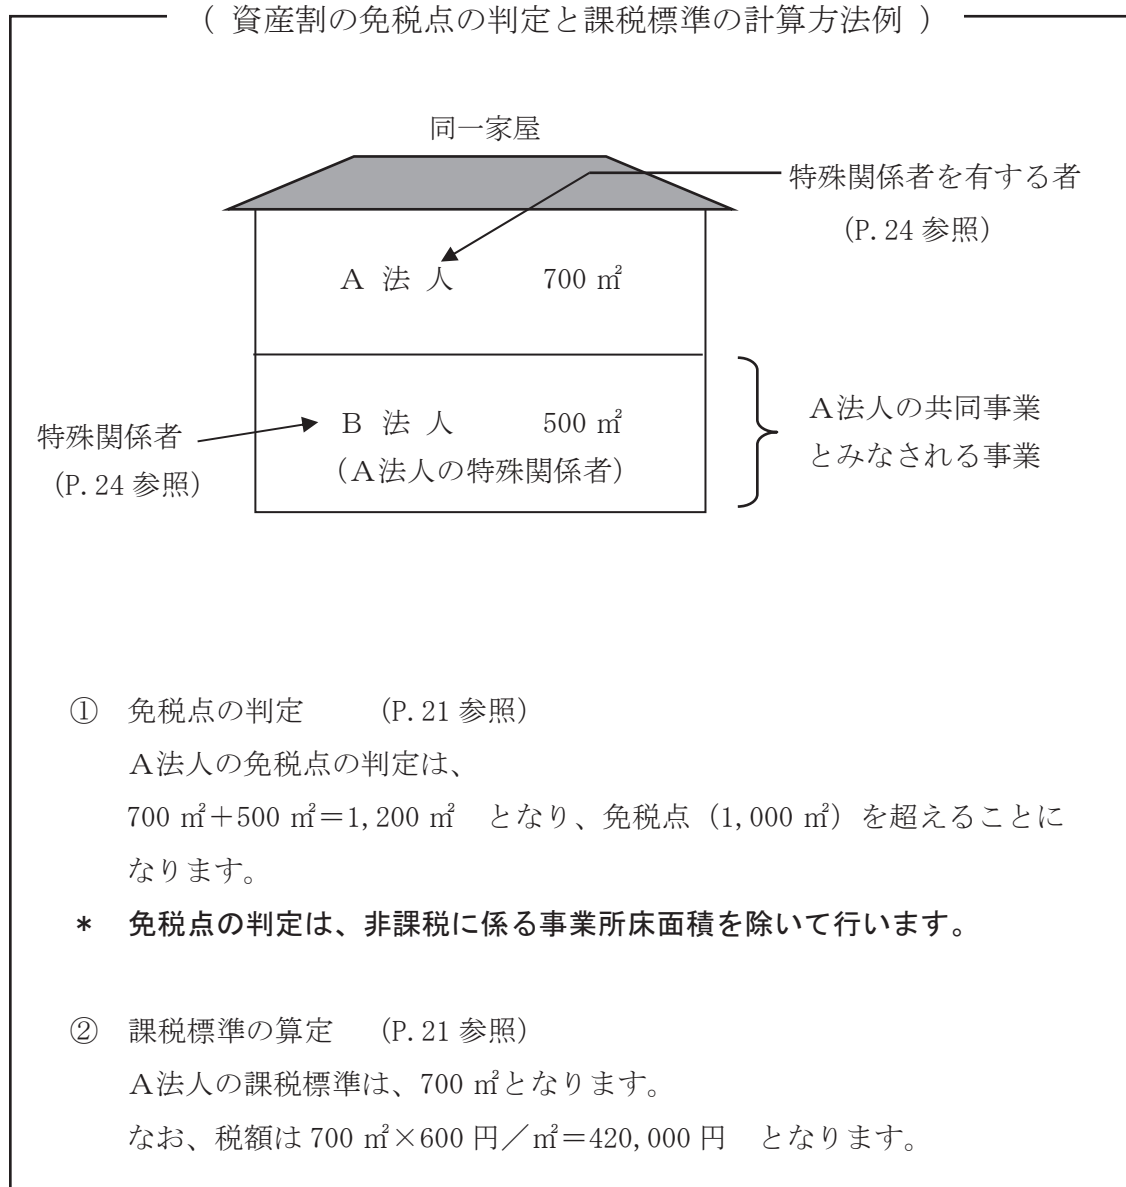 （ 資産割の免税点の判定と課税標準の計算方法例 ）
同一家屋
特殊関係者を有する者
（P.24 参照）
Ａ 法 人　　700 ㎡
特殊関係者
（P.24 参照）
Ｂ 法 人　　500 ㎡
（Ａ法人の特殊関係者）
Ａ法人の共同事業
とみなされる事業
① 免税点の判定　　（P.21 参照）
Ａ法人の免税点の判定は、
700 ㎡＋500 ㎡＝1,200 ㎡　となり、免税点（1,000 ㎡）を超えることに
なります。
* 免税点の判定は、非課税に係る事業所床面積を除いて行います。
② 課税標準の算定　（P.21 参照）
Ａ法人の課税標準は、700 ㎡となります。
なお、税額は 700 ㎡×600 円／㎡＝420,000 円　となります。